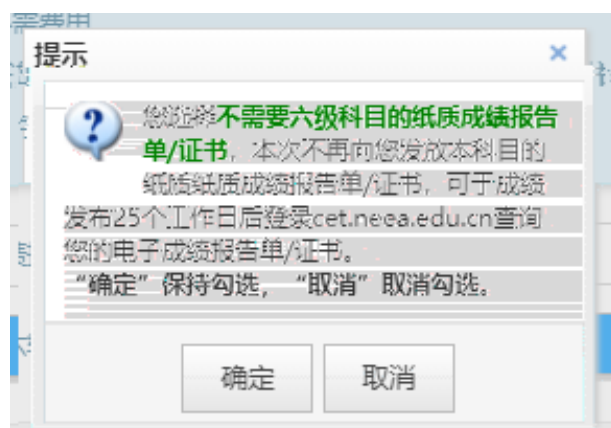 需费用
提示
您选择不需要六级科目的纸质成绩报告
单/证书，本次不再向您发放本科目的
纸质纸质成绩报告单/证书，可于成绩
发布25个工作日后登录cet.neea.edu.cn查询
您的电子成绩报告单/证书。
“确定”保持勾选，“取消”取消勾选。
确定
取消